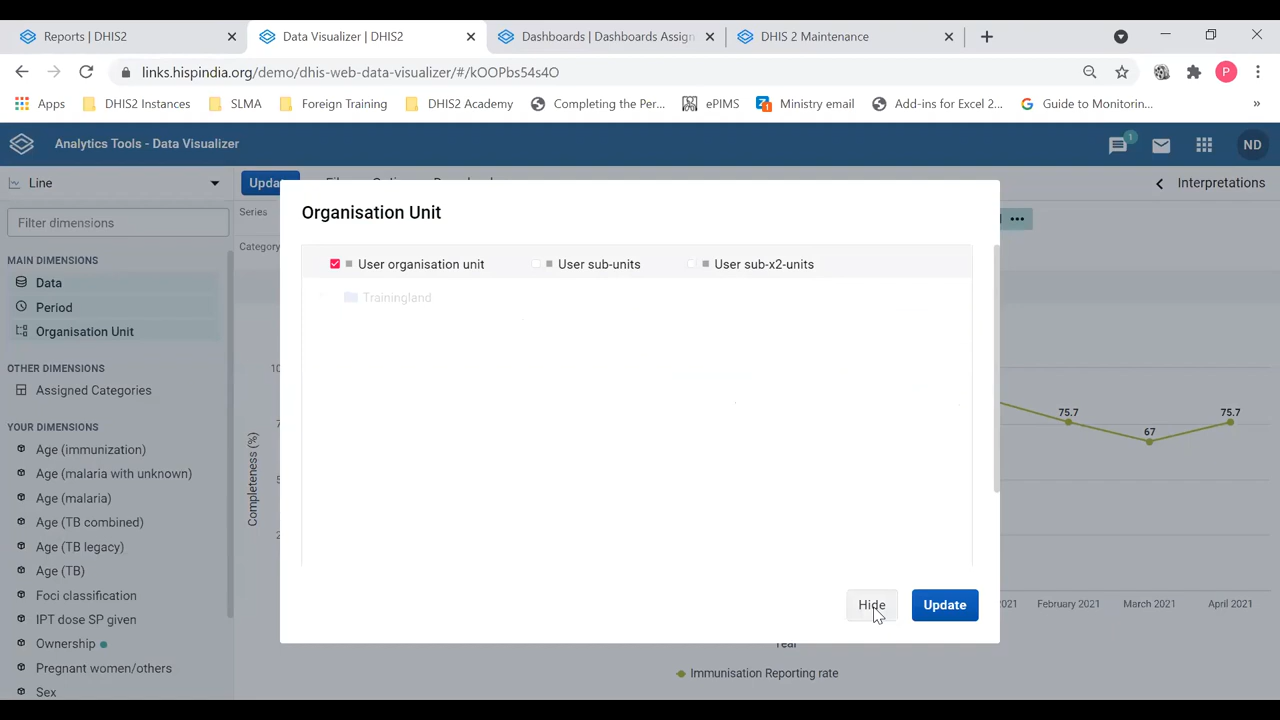 Reports | DHIS2
Data Visualizer | DHIS2
Dashboards | Dashboards Assign
DHIS 2 Maintenance
links.hispindia.org/demo/dhis-web-data-visualizer/#/kOOPbs54s4O
P
Apps
DHIS2 Instances
SLMA
Foreign Training
DHIS2 Academy
Completing the Per...
ePIMS
Ministry email
Add-ins for Excel 2...
Guide to Monitorin...
»
Analytics Tools - Data Visualizer
1
ND
Line
Interpretations
Filter dimensions
Series
Category
MAIN DIMENSIONS
Data
Period
Organisation Unit
OTHER DIMENSIONS
Assigned Categories
YOUR DIMENSIONS
Age (immunization)
Age (malaria with unknown)
Age (malaria)
Age (TB combined)
Age (TB legacy)
Age (TB)
Foci classification
IPT dose SP given
Ownership
Pregnant women/others
Sex
Organisation Unit
User organisation unit
User sub-units
User sub-x2-units
Trainingland
Hide
Update
Completeness (%)
75.7
67
75.7
2021
February 2021
March 2021
April 2021
Year
Immunisation Reporting rate